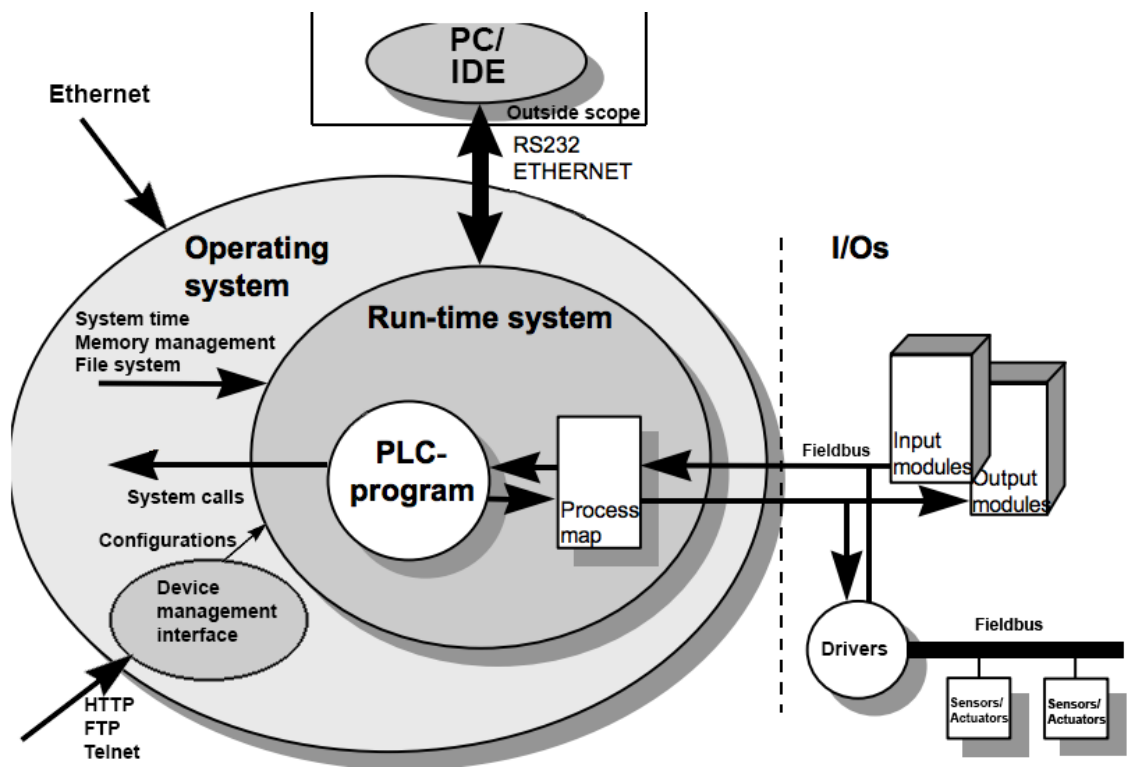 PC/
IDE
Outside scope
Ethernet
RS232
ETHERNET
Operating
system
I/Os
System time
Memory management
File system
Run-time system
PLC-
program
Process
map
Fieldbus
Input
modules
Output
modules
System calls
Configurations
Device
management
interface
Drivers
Fieldbus
Sensors/
Actuators
Sensors/
Actuators
HTTP
FTP
Telnet